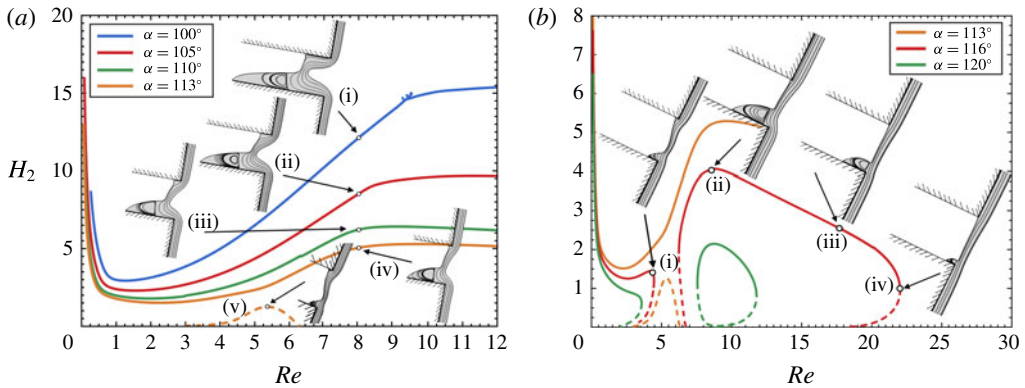 (a)
20
15
10
5
0
H₂
α = 100°
α = 105°
α = 110°
α = 113°
(i)
(ii)
(iii)
(iv)
(v)
1 2 3 4 5 6 7 8 9 10 11 12
Re
(b)
8
7
6
5
4
3
2
1
0
α = 113°
α = 116°
α = 120°
(i)
(ii)
(iii)
(iv)
5 10 15 20 25 30
Re